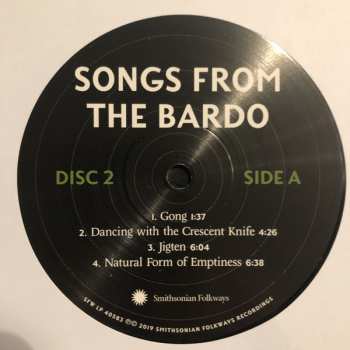 SONGS FROM
THE BARDO
DISC 2 SIDE A
1. Gong 1:37
2. Dancing with the Crescent Knife 4:26
3. Jigten 6:04
4. Natural Form of Emptiness 6:38
Smithsonian Folkways
SFW LP 40583 ℗© 2019 SMITHSONIAN FOLKWAYS RECORDINGS